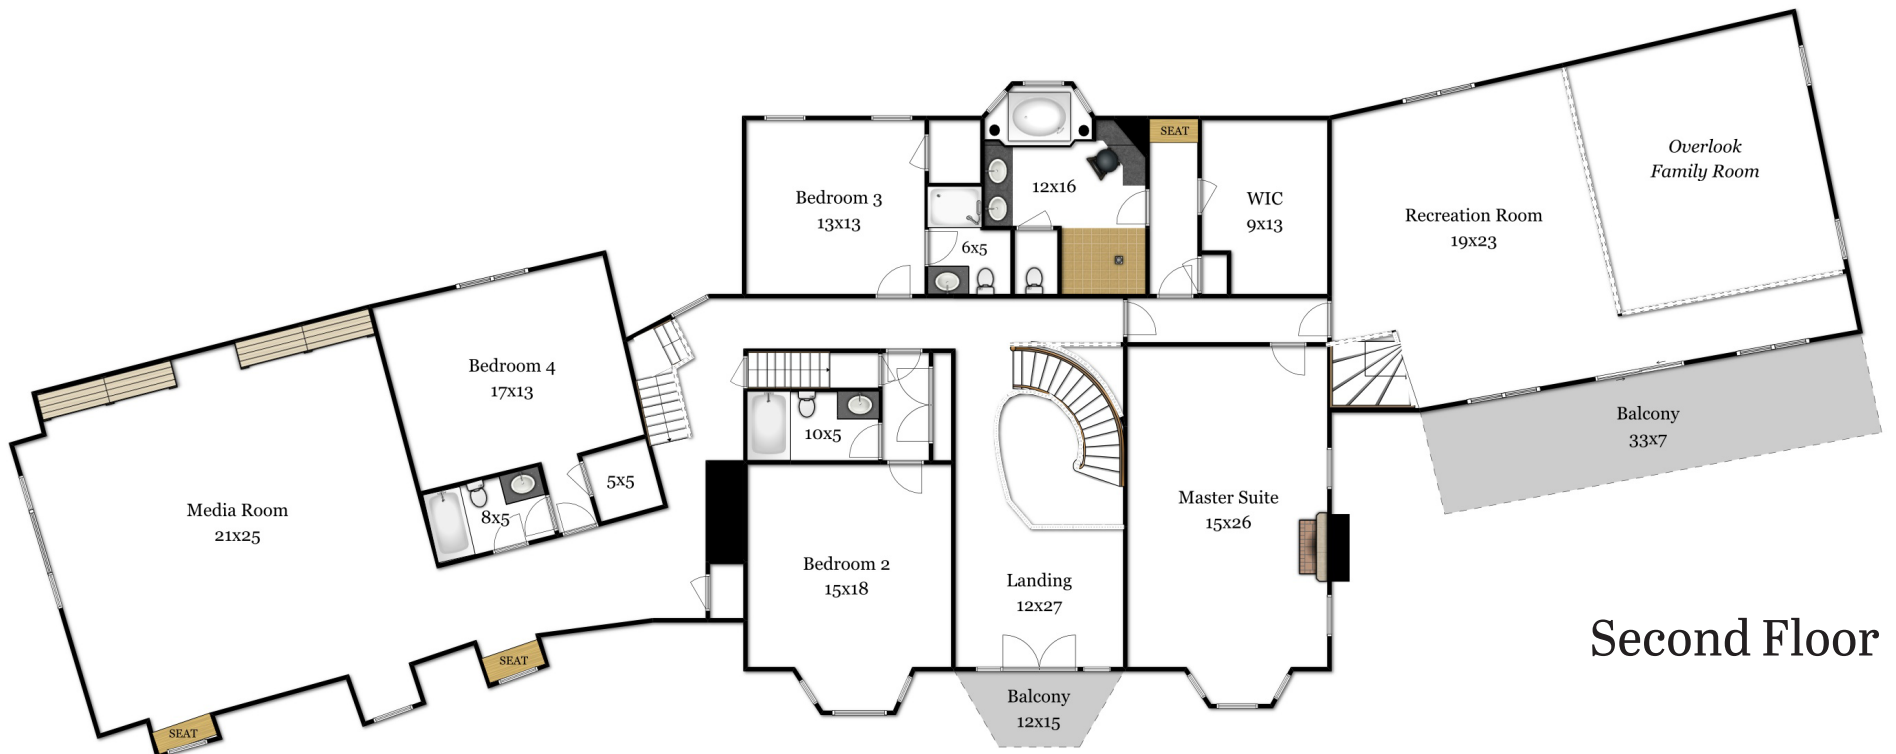 SEAT
12x16
Bedroom 3
13x13
6x5
WIC
9x13
Overlook
Family Room
Recreation Room
19x23
Bedroom 4
17x13
5x5
8x5
Media Room
21x25
10x5
Bedroom 2
15x18
Landing
12x27
Master Suite
15x26
Balcony
33x7
Second Floor
SEAT
SEAT
Balcony
12x15